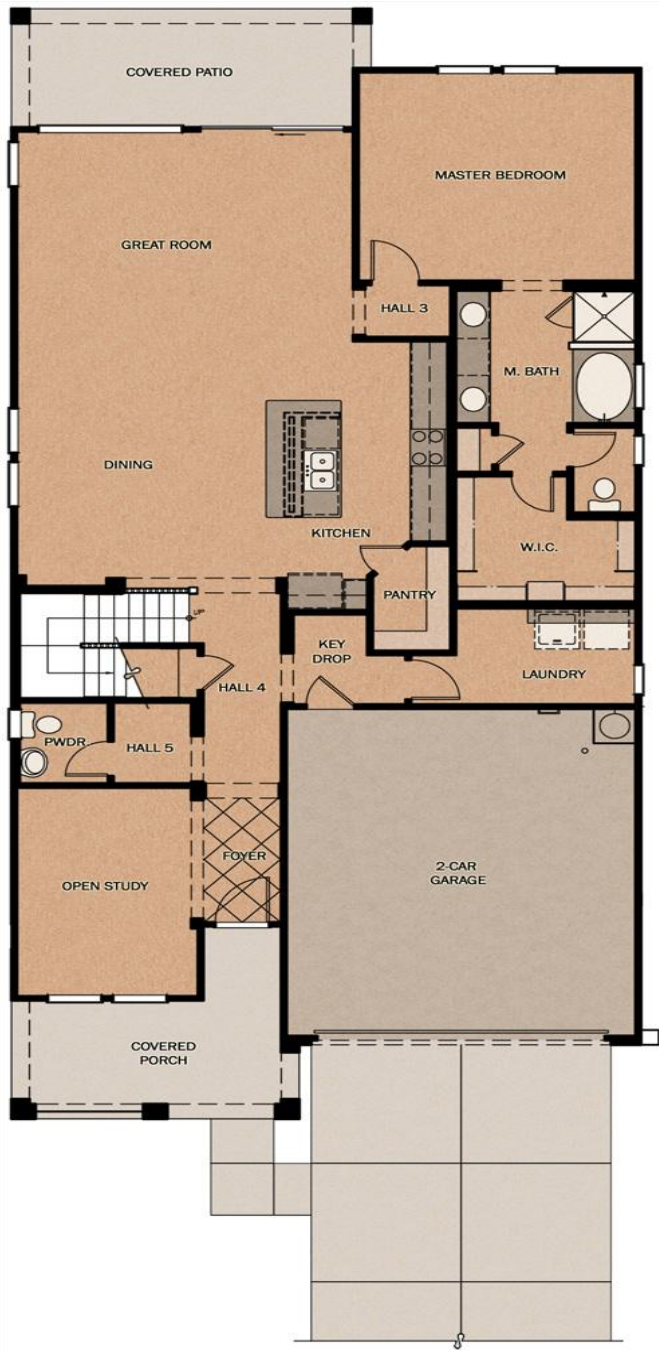 COVERED PATIO
MASTER BEDROOM
GREAT ROOM
HALL 3
M. BATH
DINING
KITCHEN
W.I.C.
PANTRY
UP
KEY
DROP
LAUNDRY
HALL 4
PWDR.
HALL 5
FOYER
2-CAR
GARAGE
OPEN STUDY
COVERED
PORCH